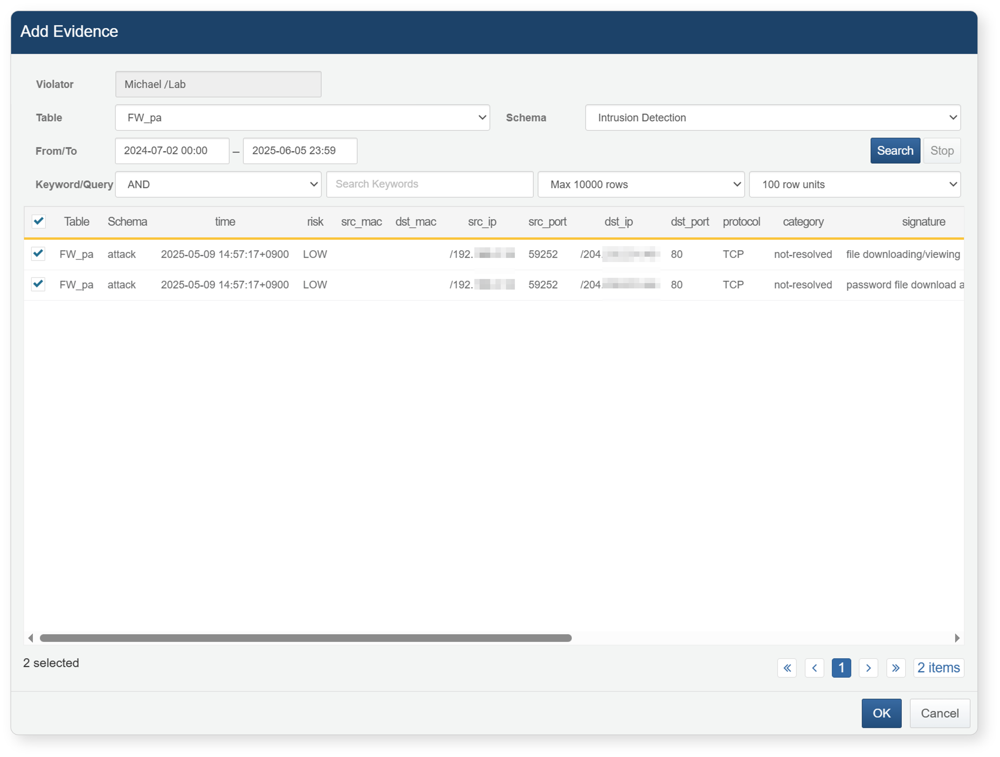 Add Evidence
Violator Michael /Lab
Table FW_pa Schema Intrusion Detection
From/To 2024-07-02 00:00 – 2025-06-05 23:59 Search Stop
Keyword/Query AND Search Keywords Max 10000 rows 100 row units
Table Schema time risk src_mac dst_mac src_ip src_port dst_ip dst_port protocol category signature
FW_pa attack 2025-05-09 14:57:17+0900 LOW /192. 59252 /204. 80 TCP not-resolved file downloading/viewing
FW_pa attack 2025-05-09 14:57:17+0900 LOW /192. 59252 /204. 80 TCP not-resolved password file download a
2 selected
« ‹ 1 › » 2 items
OK Cancel